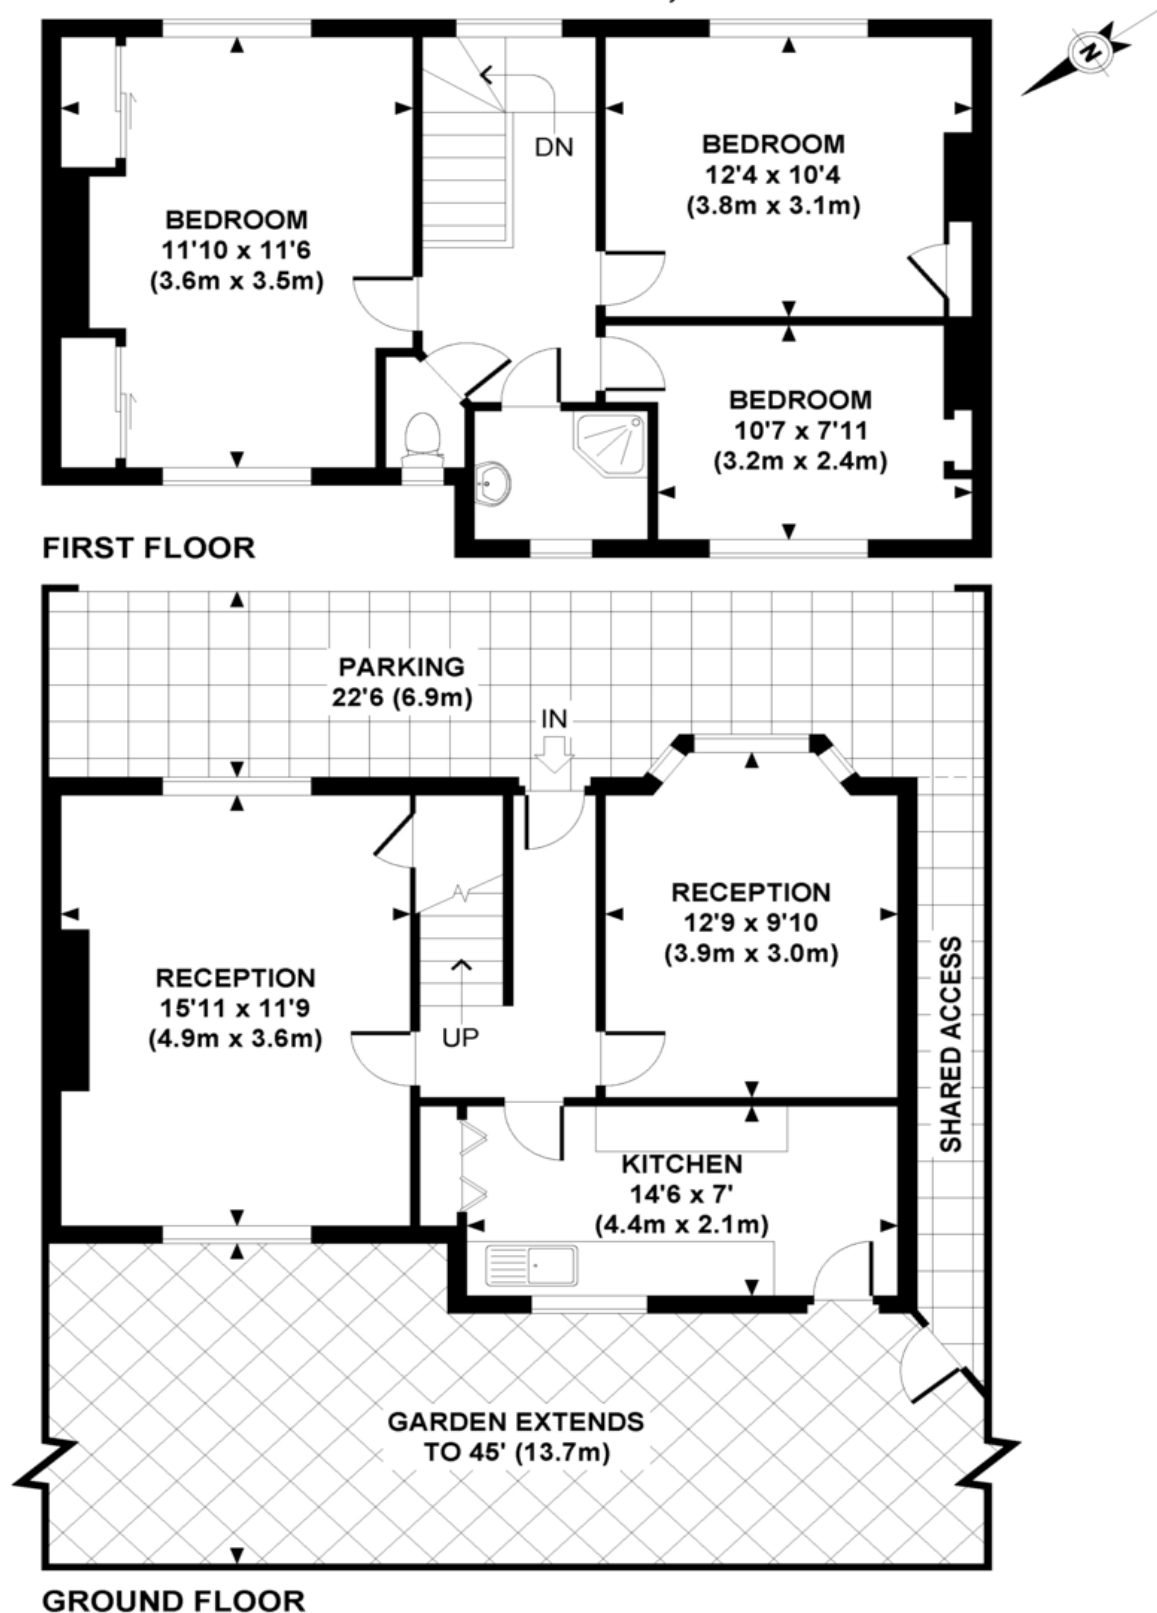 N
BEDROOM
12'4 x 10'4
(3.8m x 3.1m)
DN
BEDROOM
11'10 x 11'6
(3.6m x 3.5m)
BEDROOM
10'7 x 7'11
(3.2m x 2.4m)
FIRST FLOOR
PARKING
22'6 (6.9m)
IN
RECEPTION
12'9 x 9'10
(3.9m x 3.0m)
RECEPTION
15'11 x 11'9
(4.9m x 3.6m)
UP
SHARED ACCESS
KITCHEN
14'6 x 7'
(4.4m x 2.1m)
GARDEN EXTENDS
TO 45' (13.7m)
GROUND FLOOR